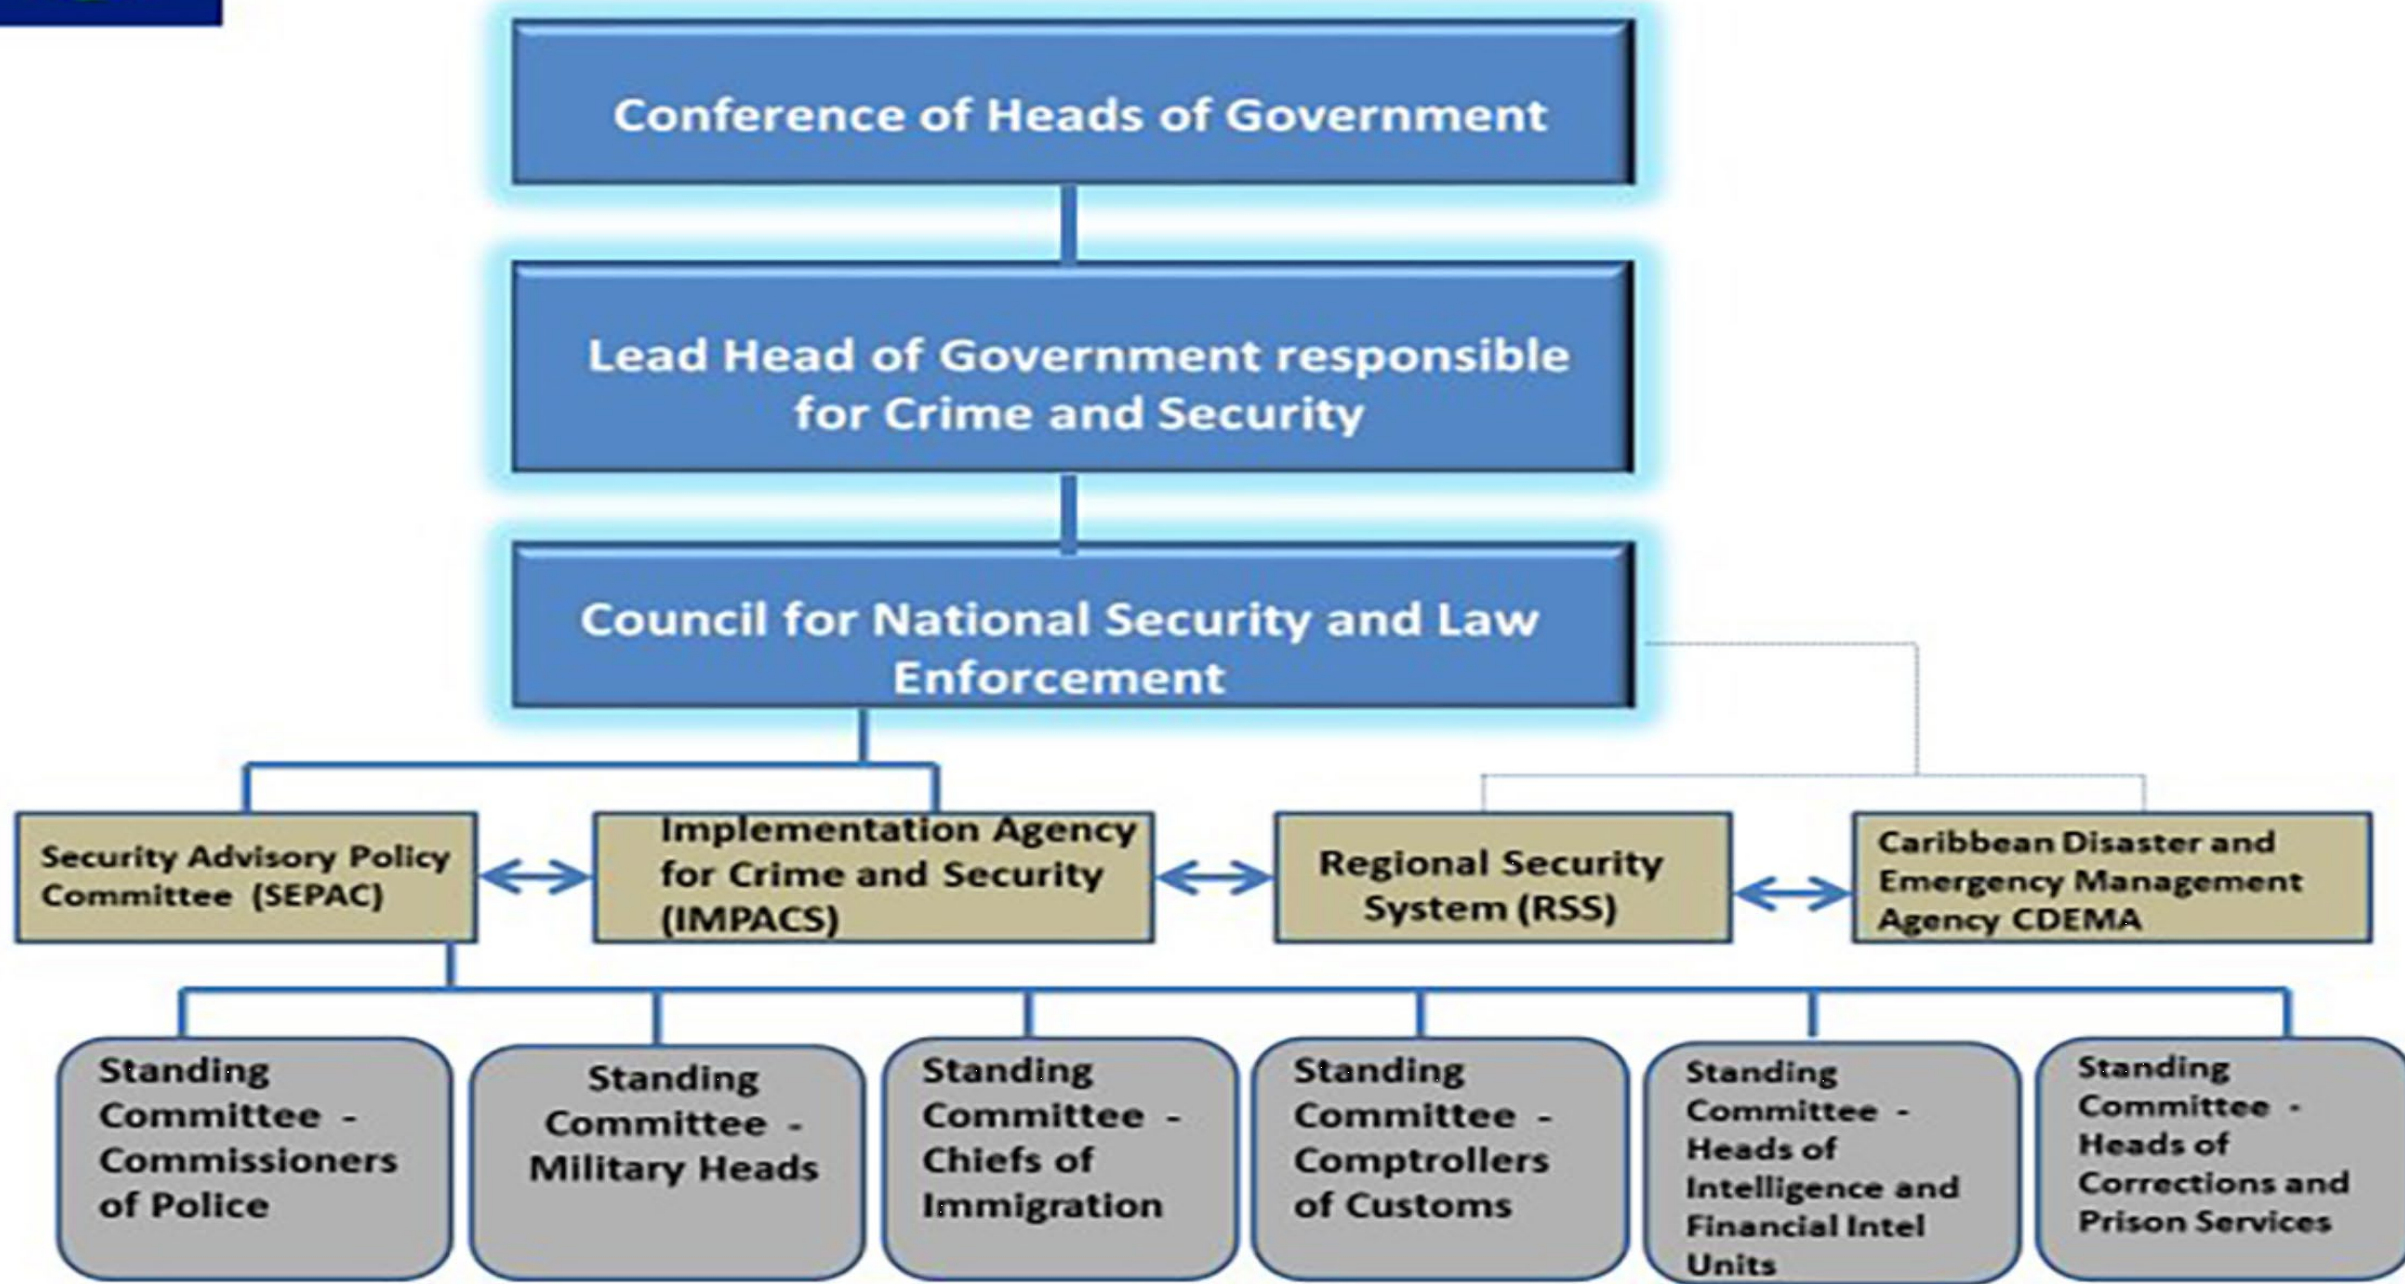 Conference of Heads of Government
Lead Head of Government responsible
for Crime and Security
Council for National Security and Law
Enforcement
Security Advisory Policy
Committee (SEPAC)
Implementation Agency
for Crime and Security
(IMPACS)
Regional Security
System (RSS)
Caribbean Disaster and
Emergency Management
Agency CDEMA
Standing
Committee -
Commissioners
of Police
Standing
Committee -
Military Heads
Standing
Committee -
Chiefs of
Immigration
Standing
Committee -
Comptrollers
of Customs
Standing
Committee -
Heads of
Intelligence and
Financial Intel
Units
Standing
Committee -
Heads of
Corrections and
Prison Services